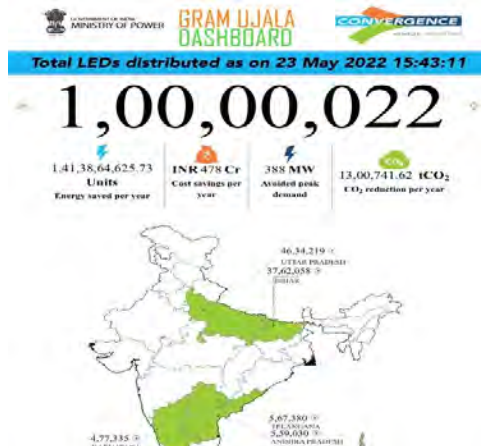 GOVERNMENT OF INDIA
MINISTRY OF POWER
GRAM UJALA
DASHBOARD
CONVERGENCE
Total LEDs distributed as on 23 May 2022 15:43:11
1,00,00,022
1,41,38,64,625.73
Units
Energy saved per year
INR 478 Cr
Cost savings per
year
388 MW
Avoided peak
demand
13,00,741.62 tCO₂
CO₂ reduction per year
46,34,219
UTTAR PRADESH
37,62,058
BIHAR
5,67,380
TELANGANA
5,59,030
ANDHRA PRADESH
4,77,335